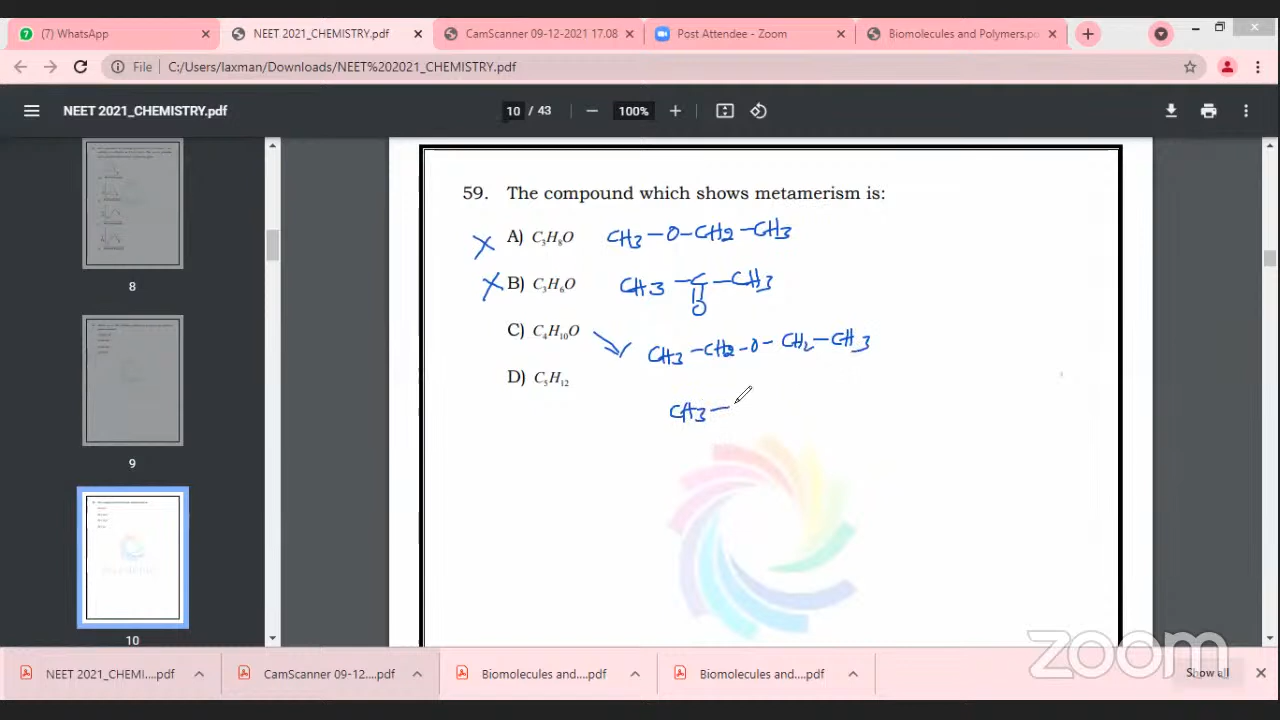 (7) WhatsApp
NEET 2021_CHEMISTRY.pdf
CamScanner 09-12-2021 17.08
Post Attendee - Zoom
Biomolecules and Polymers.po
File C:/Users/laxman/Downloads/NEET%202021_CHEMISTRY.pdf
NEET 2021_CHEMISTRY.pdf
10 / 43
100%
8
9
10
59. The compound which shows metamerism is:
A) C₃H₈O CH3 - O - CH2 - CH3
B) C₃H₆O CH3 - C - CH3
O
C) C₄H₁₀O CH3 - CH2 - O - CH2 - CH3
D) C₅H₁₂
CH3 -
zoom
NEET 2021_CHEMI....pdf
CamScanner 09-12....pdf
Biomolecules and....pdf
Biomolecules and....pdf
Show all